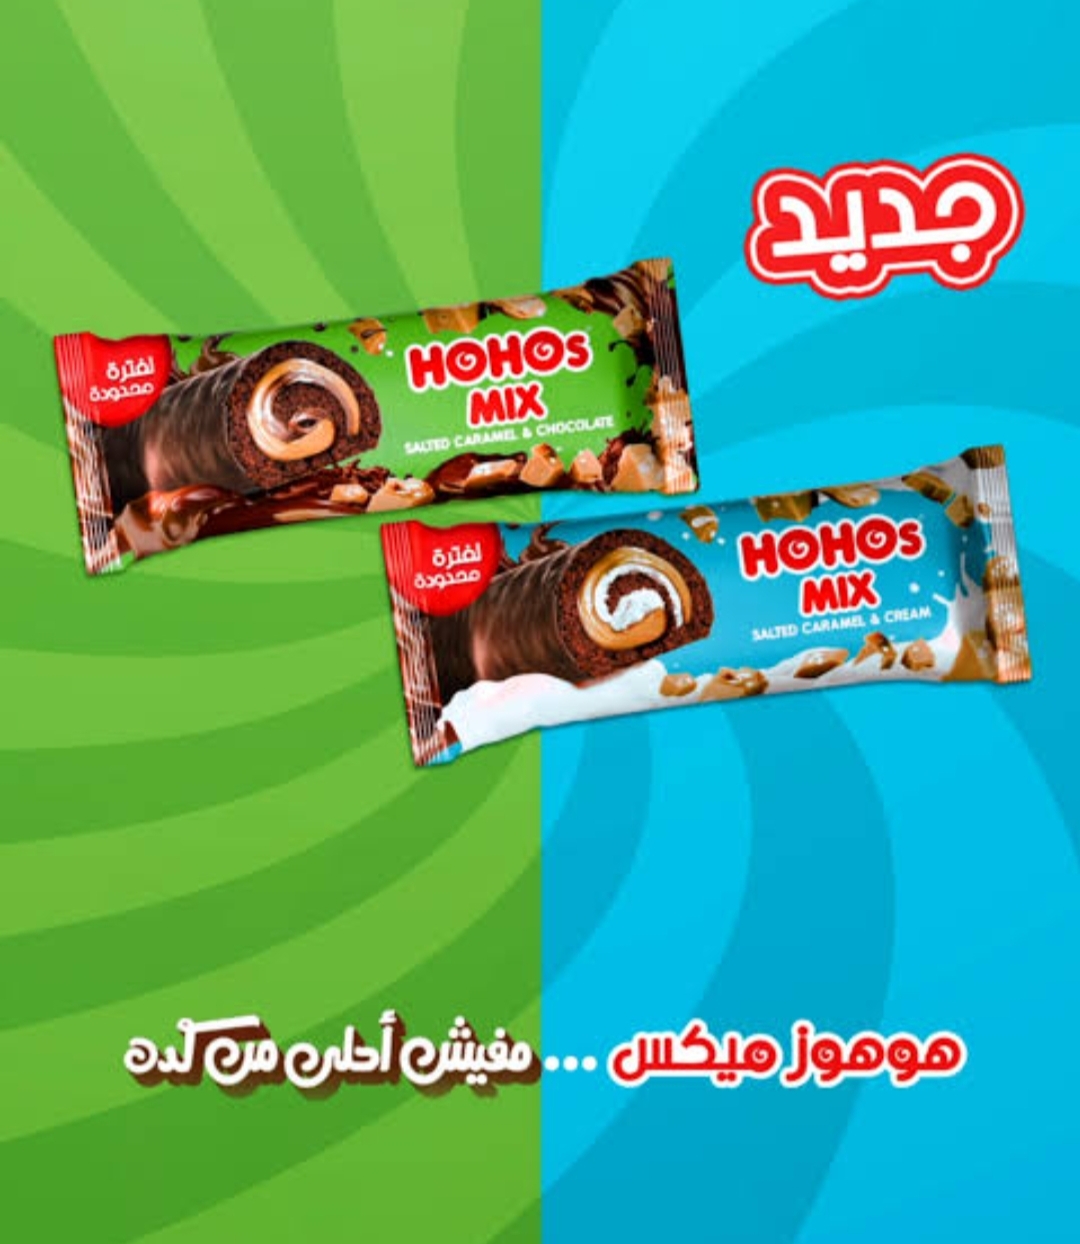 جديد
لفترة
محدودة
HOHOs
MIX
SALTED CARAMEL & CHOCOLATE
لفترة
محدودة
HOHOs
MIX
SALTED CARAMEL & CREAM
هوهوز ميكس ... مفيش أحلى من كده